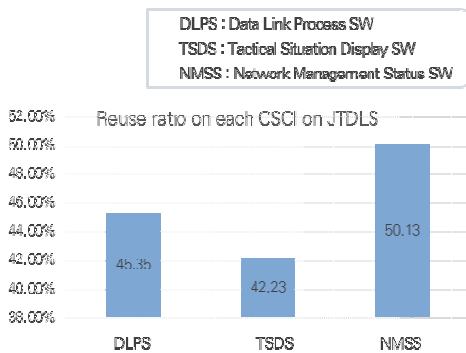 DLPS : Data Link Process SW
TSDS : Tactical Situation Display SW
NMSS : Network Management Status SW
Reuse ratio on each CSCI on JTDLS
52.00%
50.00%
48.00%
46.00%
44.00%
42.00%
40.00%
38.00%
45.35
42.23
50.13
DLPS
TSDS
NMSS